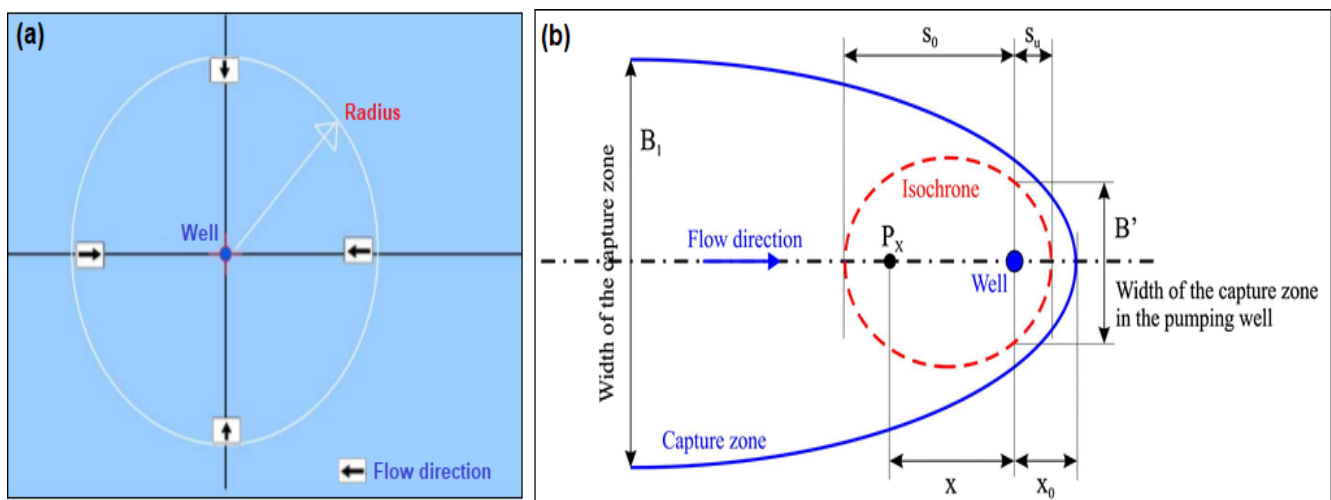 (a)
Radius
Well
Flow direction
(b)
S₀
Sᵤ
B₁
Width of the capture zone
Isochrone
Flow direction
Pₓ
Well
B’
Width of the capture zone
in the pumping well
Capture zone
x
x₀